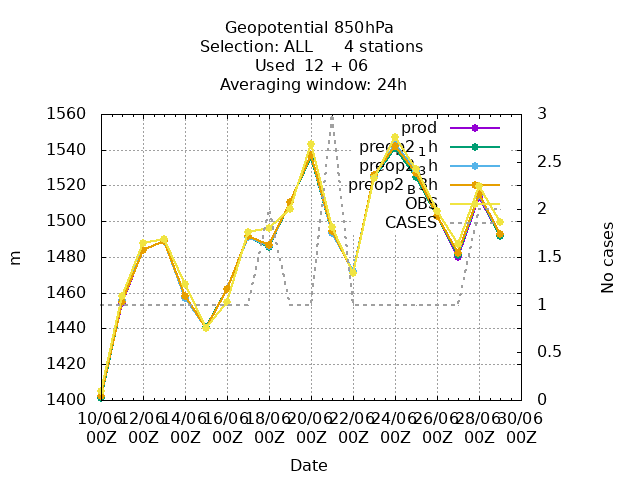 Geopotential 850hPa
Selection: ALL 4 stations
Used 12 + 06
Averaging window: 24h
1560
1540
1520
1500
1480
1460
1440
1420
1400
m
3
2.5
2
1.5
1
0.5
0
No cases
prod
preop2_1h
preop2_3h
preop2_B3h
OBS
CASES
10/06 12/06 14/06 16/06 18/06 20/06 22/06 24/06 26/06 28/06 30/06
00Z 00Z 00Z 00Z 00Z 00Z 00Z 00Z 00Z 00Z 00Z
Date